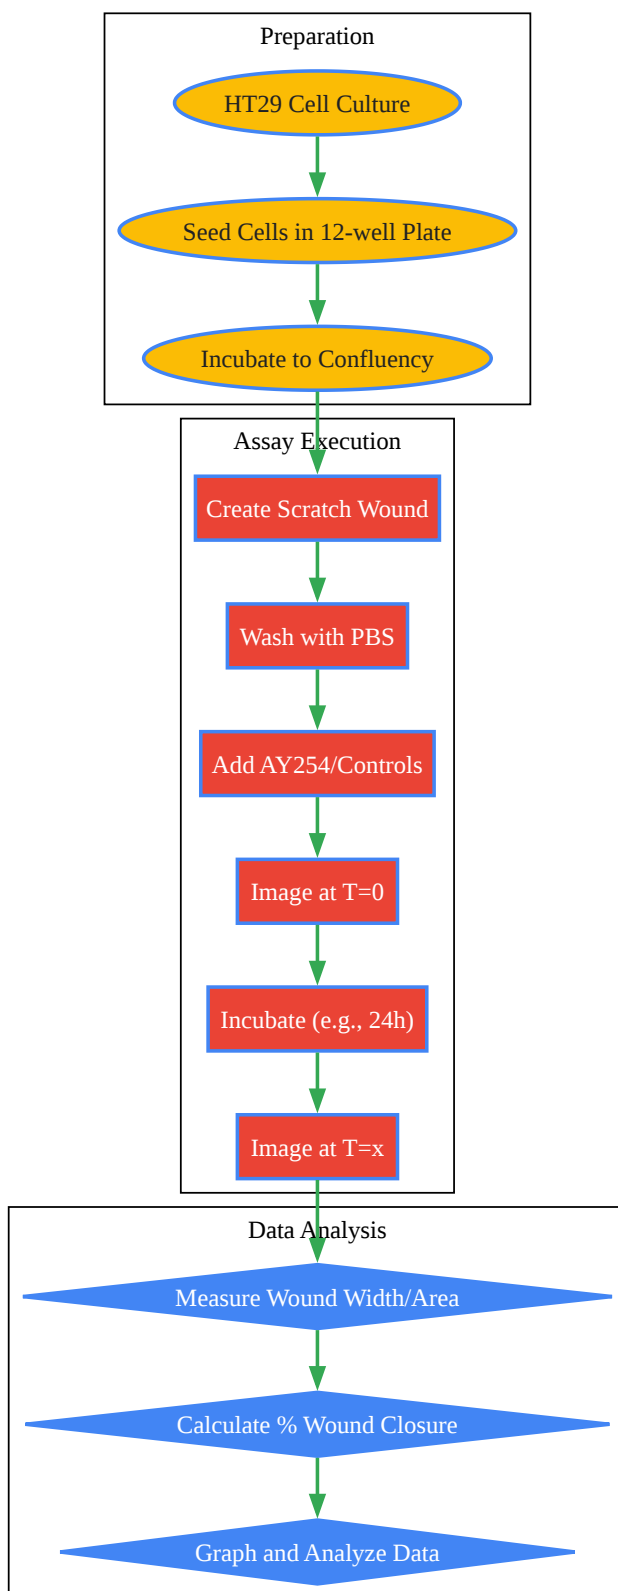 Preparation
HT29 Cell Culture
Seed Cells in 12-well Plate
Incubate to Confluency
Assay Execution
Create Scratch Wound
Wash with PBS
Add AY254/Controls
Image at T=0
Incubate (e.g., 24h)
Image at T=x
Data Analysis
Measure Wound Width/Area
Calculate % Wound Closure
Graph and Analyze Data